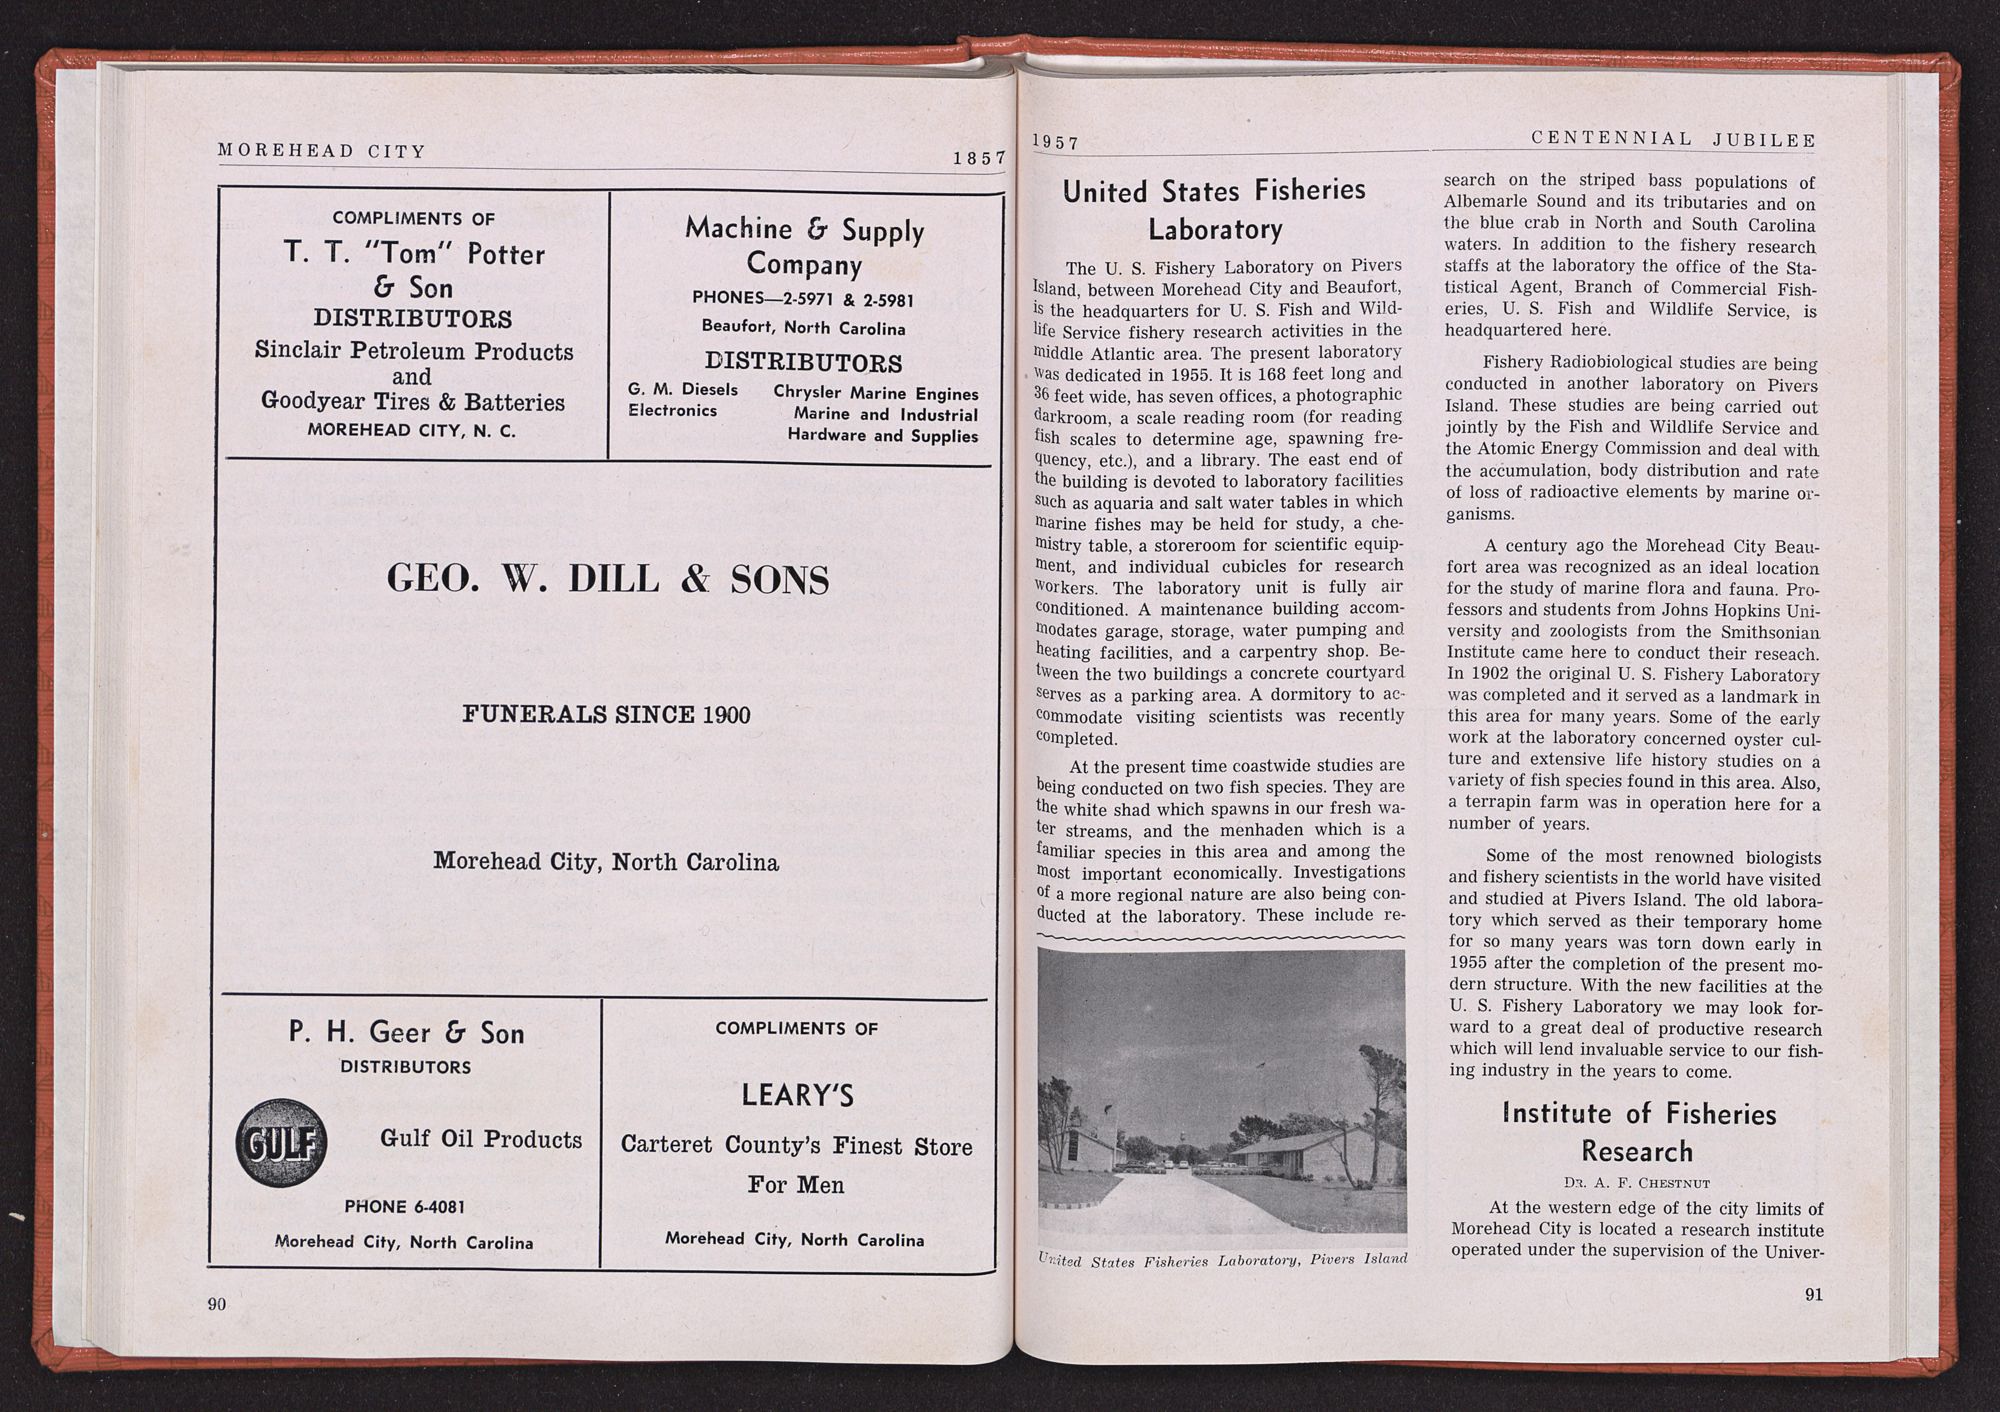 MOREHEAD CITY
1857
COMPLIMENTS OF
T. T. "Tom" Potter
& Son
DISTRIBUTORS
Sinclair Petroleum Products
and
Goodyear Tires & Batteries
MOREHEAD CITY, N. C.
Machine & Supply
Company
PHONES—2-5971 & 2-5981
Beaufort, North Carolina
DISTRIBUTORS
G. M. Diesels
Electronics
Chrysler Marine Engines
Marine and Industrial
Hardware and Supplies
GEO. W. DILL & SONS
FUNERALS SINCE 1900
Morehead City, North Carolina
P. H. Geer & Son
DISTRIBUTORS
GULF
Gulf Oil Products
PHONE 6-4081
Morehead City, North Carolina
COMPLIMENTS OF
LEARY'S
Carteret County's Finest Store
For Men
Morehead City, North Carolina
90
1957
CENTENNIAL JUBILEE
United States Fisheries
Laboratory
The U. S. Fishery Laboratory on Pivers
Island, between Morehead City and Beaufort,
is the headquarters for U. S. Fish and Wild-
life Service fishery research activities in the
middle Atlantic area. The present laboratory
was dedicated in 1955. It is 168 feet long and
36 feet wide, has seven offices, a photographic
darkroom, a scale reading room (for reading
fish scales to determine age, spawning fre-
quency, etc.), and a library. The east end of
the building is devoted to laboratory facilities
such as aquaria and salt water tables in which
marine fishes may be held for study, a che-
mistry table, a storeroom for scientific equip-
ment, and individual cubicles for research
workers. The laboratory unit is fully air
conditioned. A maintenance building accom-
modates garage, storage, water pumping and
heating facilities, and a carpentry shop. Be-
tween the two buildings a concrete courtyard
serves as a parking area. A dormitory to ac-
commodate visiting scientists was recently
completed.
At the present time coastwide studies are
being conducted on two fish species. They are
the white shad which spawns in our fresh wa-
ter streams, and the menhaden which is a
familiar species in this area and among the
most important economically. Investigations
of a more regional nature are also being con-
ducted at the laboratory. These include re-
United States Fisheries Laboratory, Pivers Island
search on the striped bass populations of
Albemarle Sound and its tributaries and on
the blue crab in North and South Carolina
waters. In addition to the fishery research
staffs at the laboratory the office of the Sta-
tistical Agent, Branch of Commercial Fish-
eries, U. S. Fish and Wildlife Service, is
headquartered here.
Fishery Radiobiological studies are being
conducted in another laboratory on Pivers
Island. These studies are being carried out
jointly by the Fish and Wildlife Service and
the Atomic Energy Commission and deal with
the accumulation, body distribution and rate
of loss of radioactive elements by marine or-
ganisms.
A century ago the Morehead City Beau-
fort area was recognized as an ideal location
for the study of marine flora and fauna. Pro-
fessors and students from Johns Hopkins Uni-
versity and zoologists from the Smithsonian
Institute came here to conduct their reseach.
In 1902 the original U. S. Fishery Laboratory
was completed and it served as a landmark in
this area for many years. Some of the early
work at the laboratory concerned oyster cul-
ture and extensive life history studies on a
variety of fish species found in this area. Also,
a terrapin farm was in operation here for a
number of years.
Some of the most renowned biologists
and fishery scientists in the world have visited
and studied at Pivers Island. The old labora-
tory which served as their temporary home
for so many years was torn down early in
1955 after the completion of the present mo-
dern structure. With the new facilities at the
U. S. Fishery Laboratory we may look for-
ward to a great deal of productive research
which will lend invaluable service to our fish-
ing industry in the years to come.
Institute of Fisheries
Research
DR. A. F. CHESTNUT
At the western edge of the city limits of
Morehead City is located a research institute
operated under the supervision of the Univer-
91